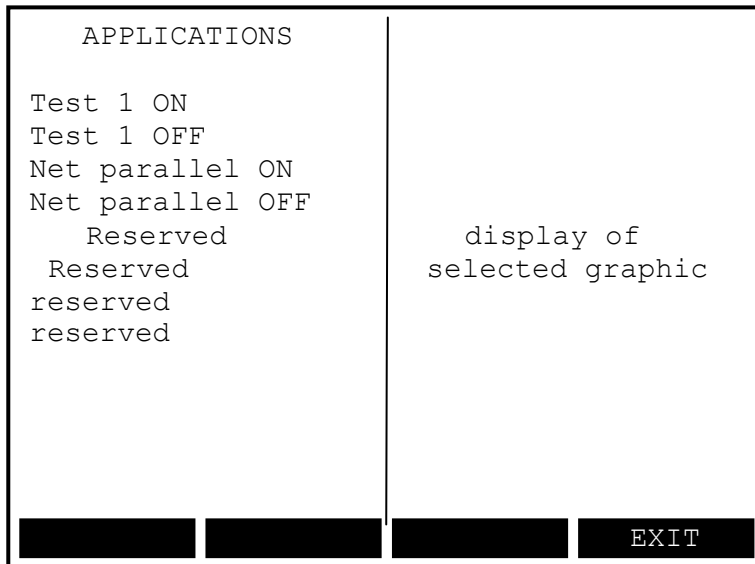 APPLICATIONS
Test 1 ON
Test 1 OFF
Net parallel ON
Net parallel OFF
Reserved
Reserved
reserved
reserved
display of
selected graphic
EXIT